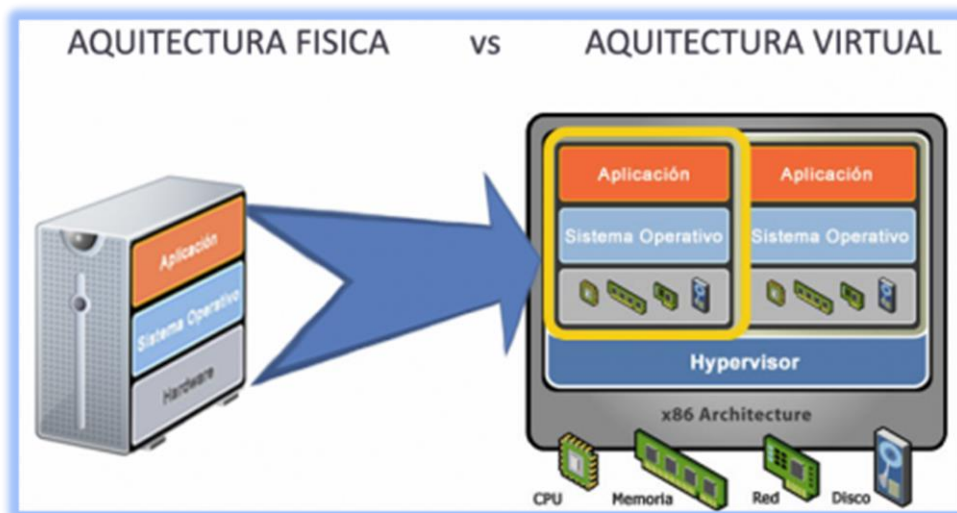 AQUITECTURA FISICA vs AQUITECTURA VIRTUAL
Aplicación
Sistema Operativo
Hardware
Aplicación Aplicación
Sistema Operativo Sistema Operativo
Hypervisor
x86 Architecture
CPU Memoria Red Disco